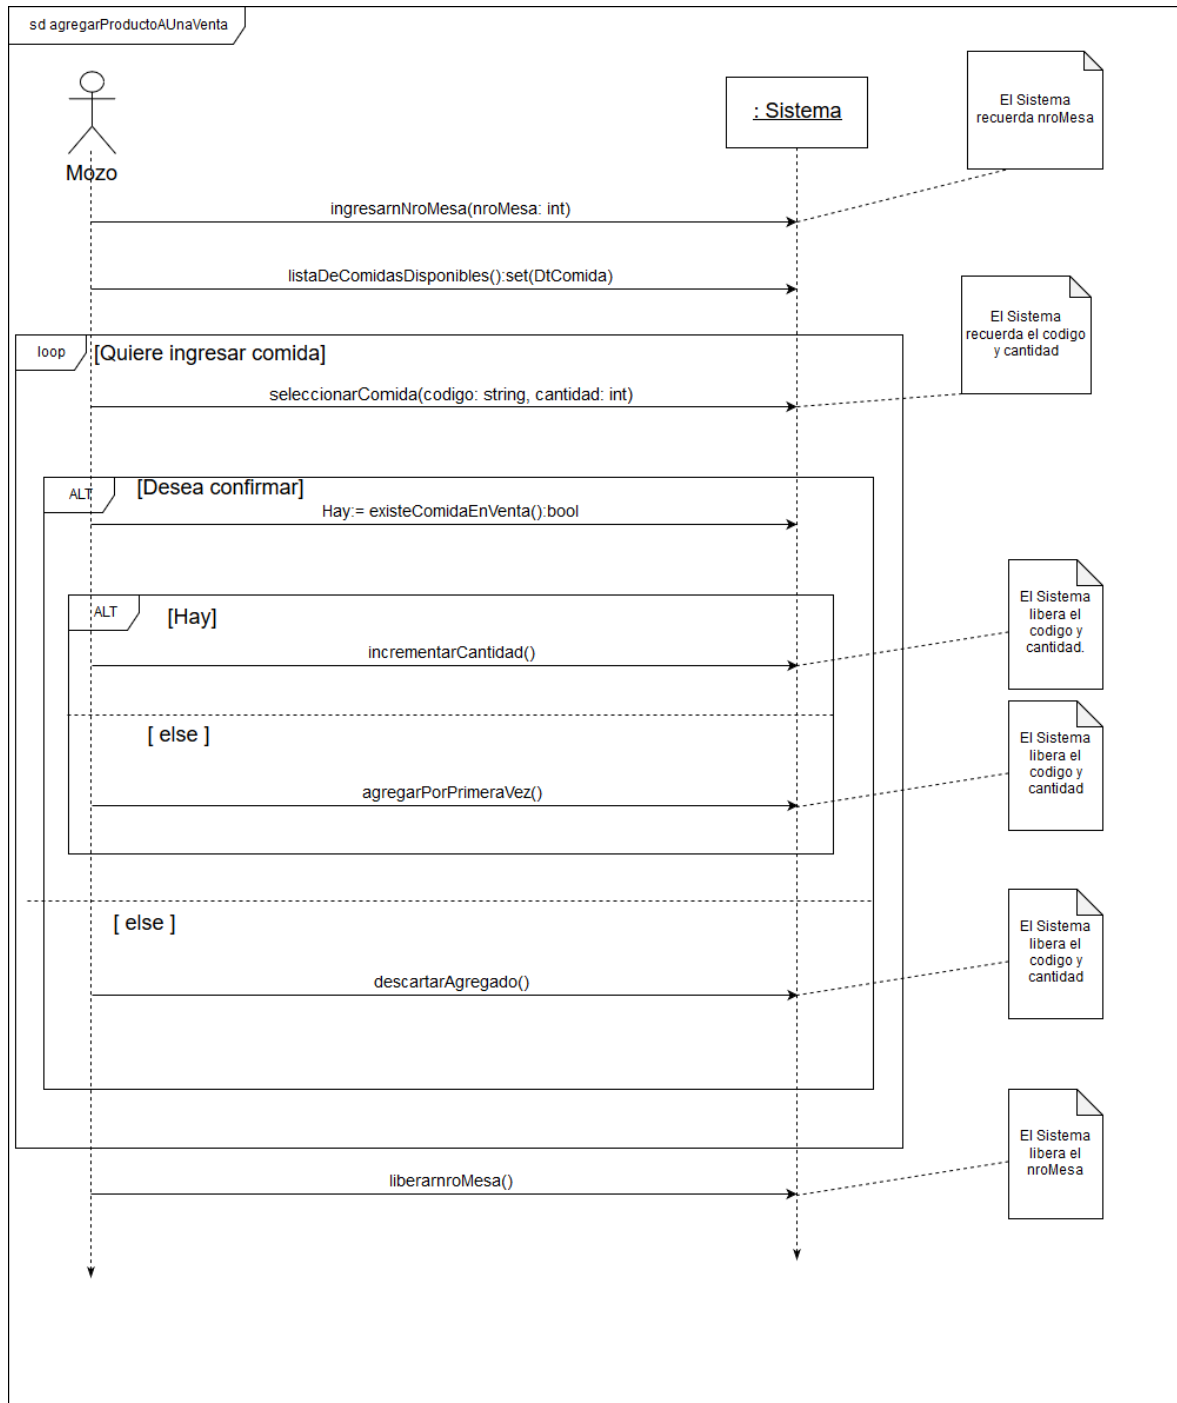 sd agregarProductoAUnaVenta
El Sistema
recuerda nroMesa
: Sistema
Mozo
ingresarnNroMesa(nroMesa: int)
listaDeComidasDisponibles():set(DtComida)
El Sistema
recuerda el codigo
y cantidad
loop
[Quiere ingresar comida]
seleccionarComida(codigo: string, cantidad: int)
ALT
[Desea confirmar]
Hay:= existeComidaEnVenta():bool
ALT
[Hay]
El Sistema
libera el
codigo y
cantidad.
incrementarCantidad()
[ else ]
El Sistema
libera el
codigo y
cantidad
agregarPorPrimeraVez()
[ else ]
El Sistema
libera el
codigo y
cantidad
descartarAgregado()
El Sistema
libera el
nroMesa
liberarnroMesa()